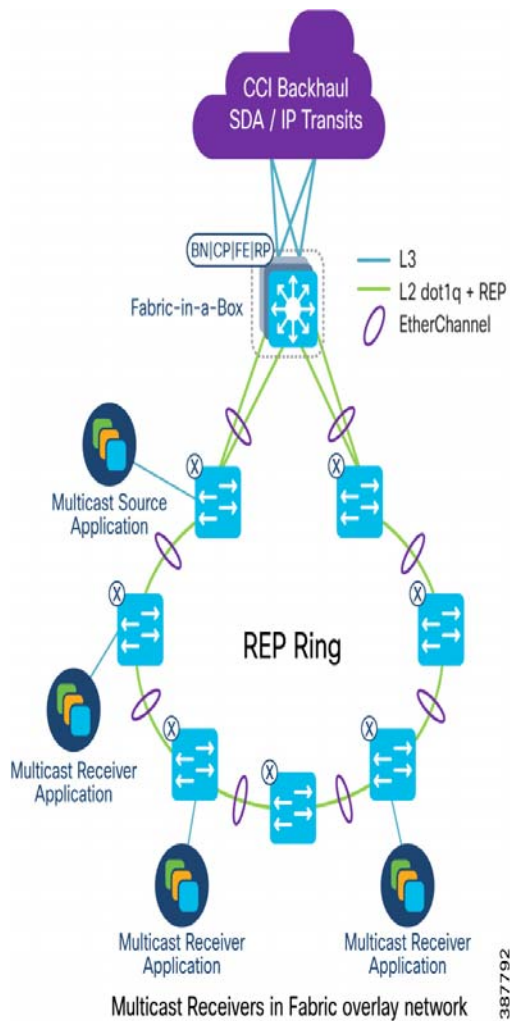 CCI Backhaul
SDA / IP Transits
BN|CP|FE|RP
Fabric-in-a-Box
L3
L2 dot1q + REP
EtherChannel
X
X
Multicast Source
Application
X
X
REP Ring
Multicast Receiver
Application
X
X
X
Multicast Receiver
Application
Multicast Receiver
Application
Multicast Receivers in Fabric overlay network
387792